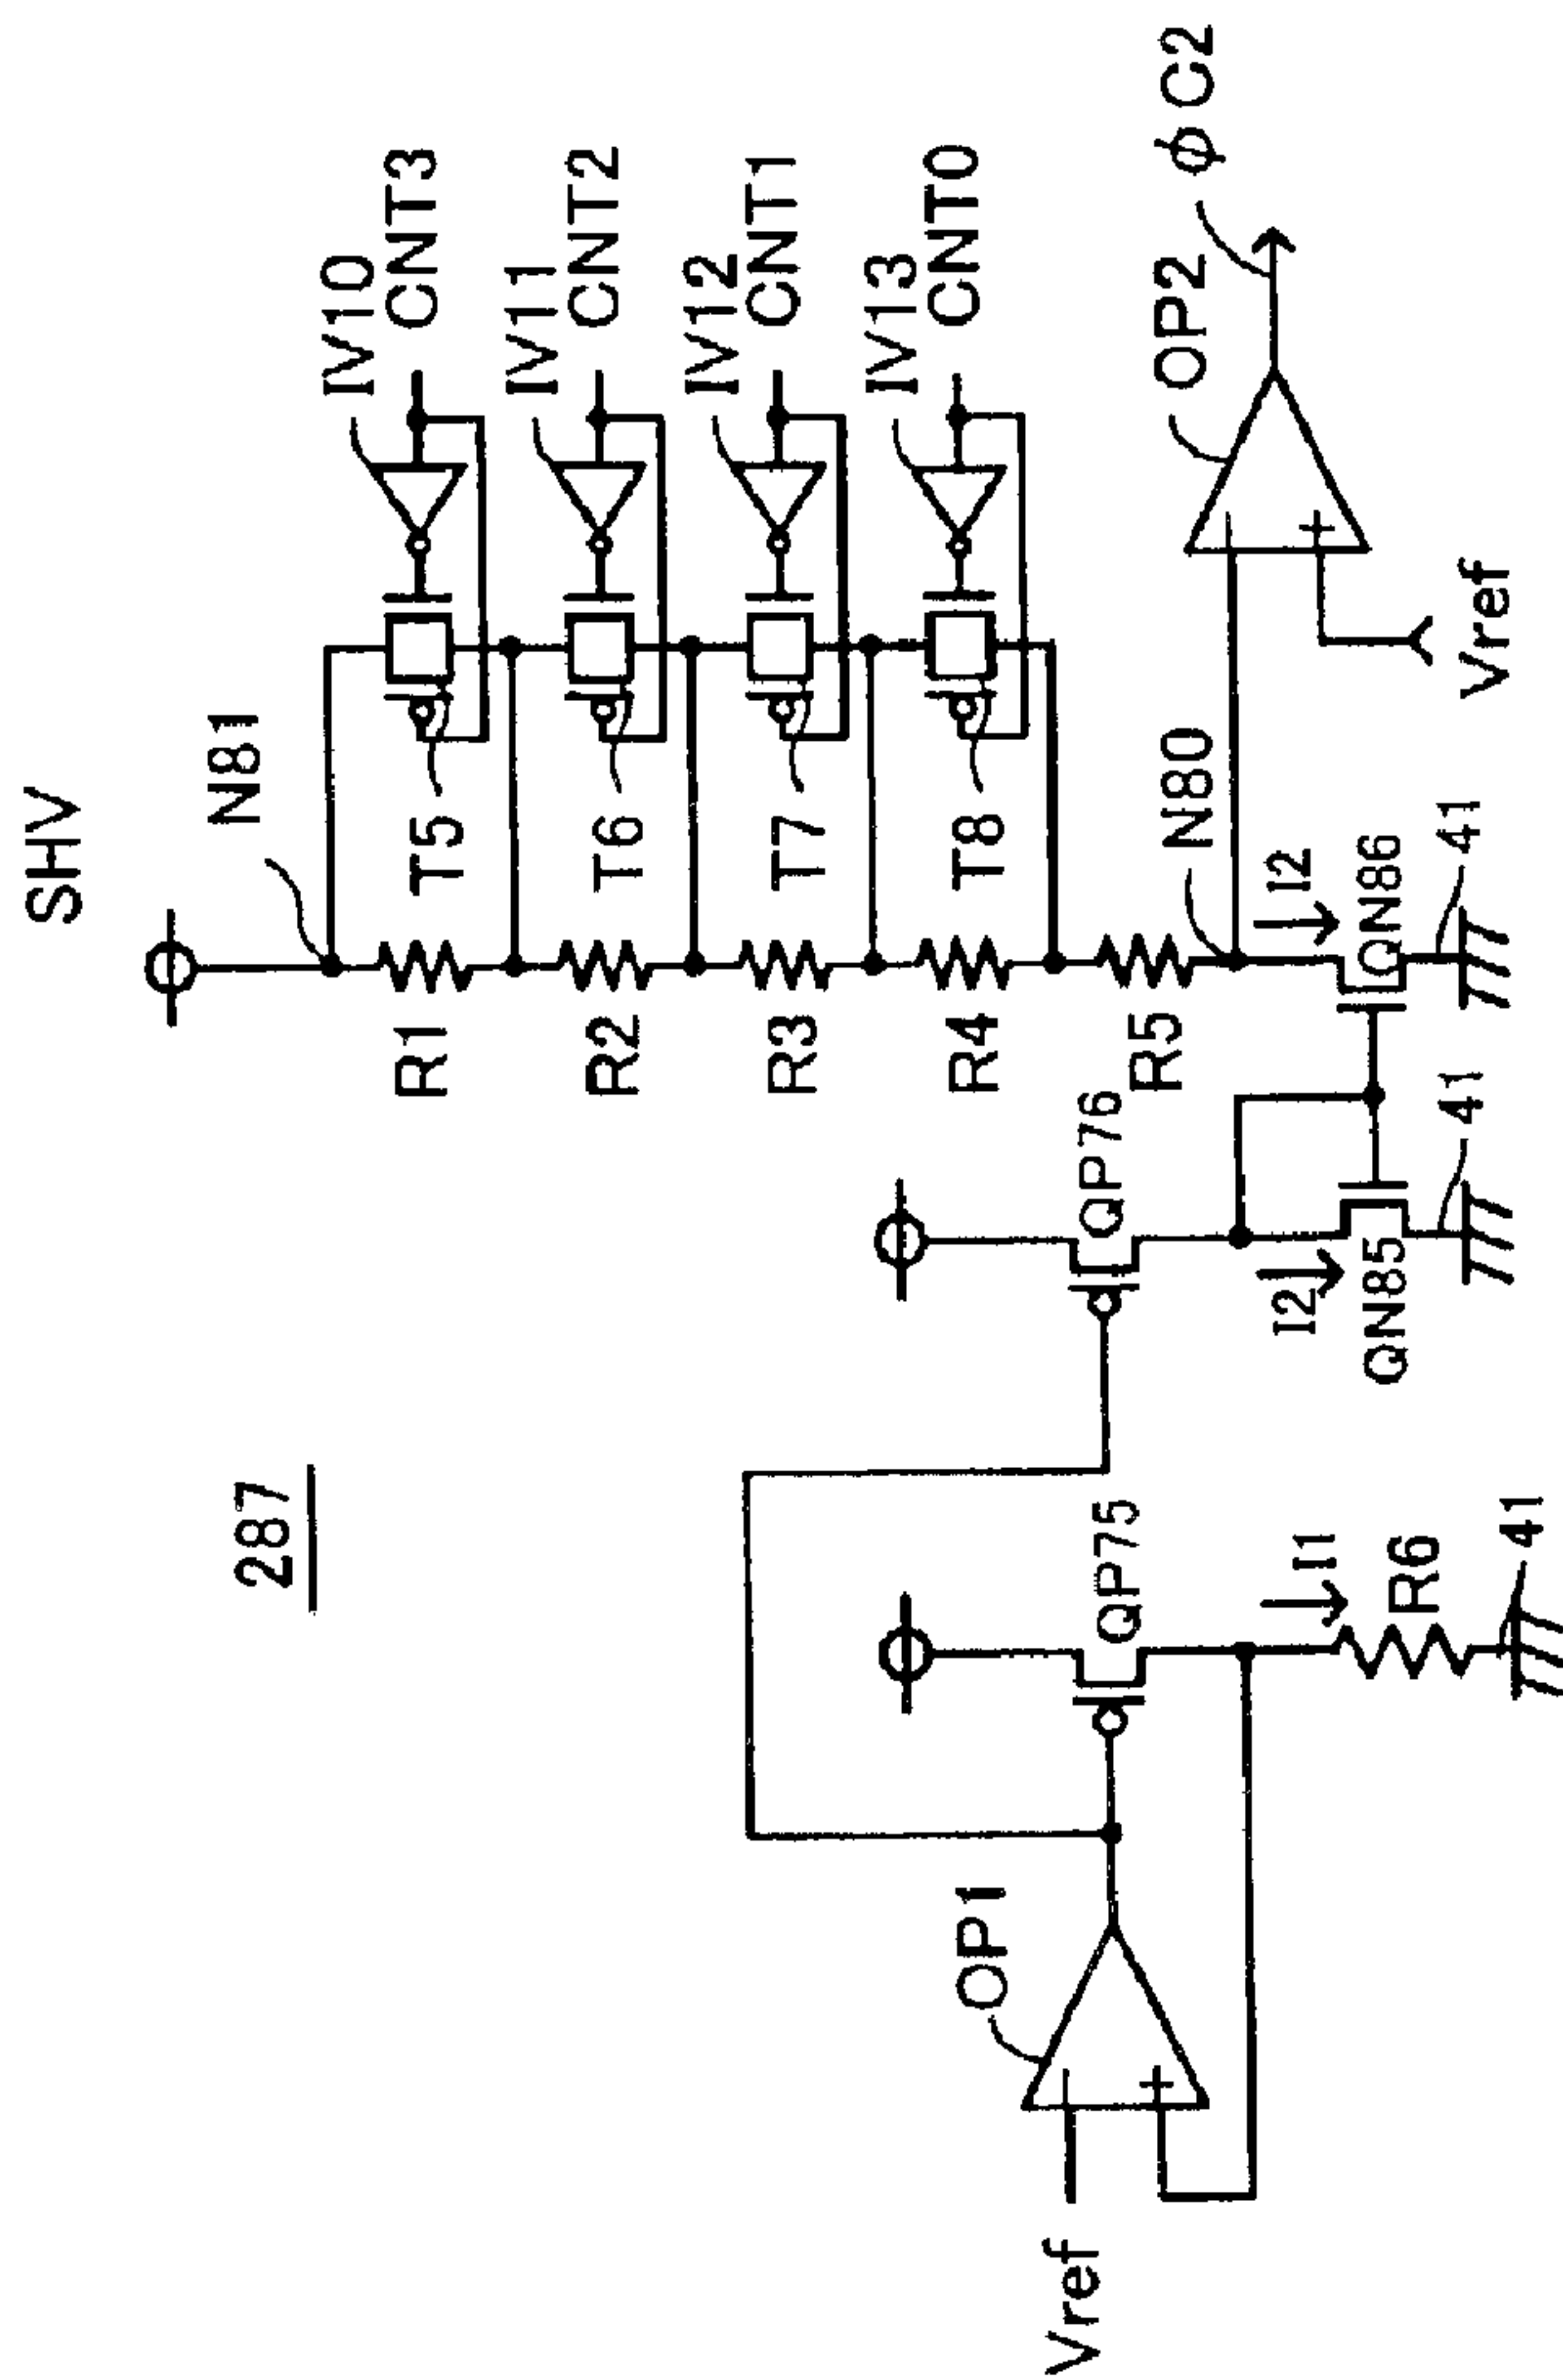 287
SHV
N81
R1
T5
IV10
CNT3
R2
T6
IV11
CNT2
R3
T7
IV12
CNT1
R4
T8
IV13
CNT0
R5
N80
OP2
φC2
−
+
Vref
I2
QN86
41
QP76
I2
QN85
41
OP1
Vref
−
+
QP75
I1
R6
41